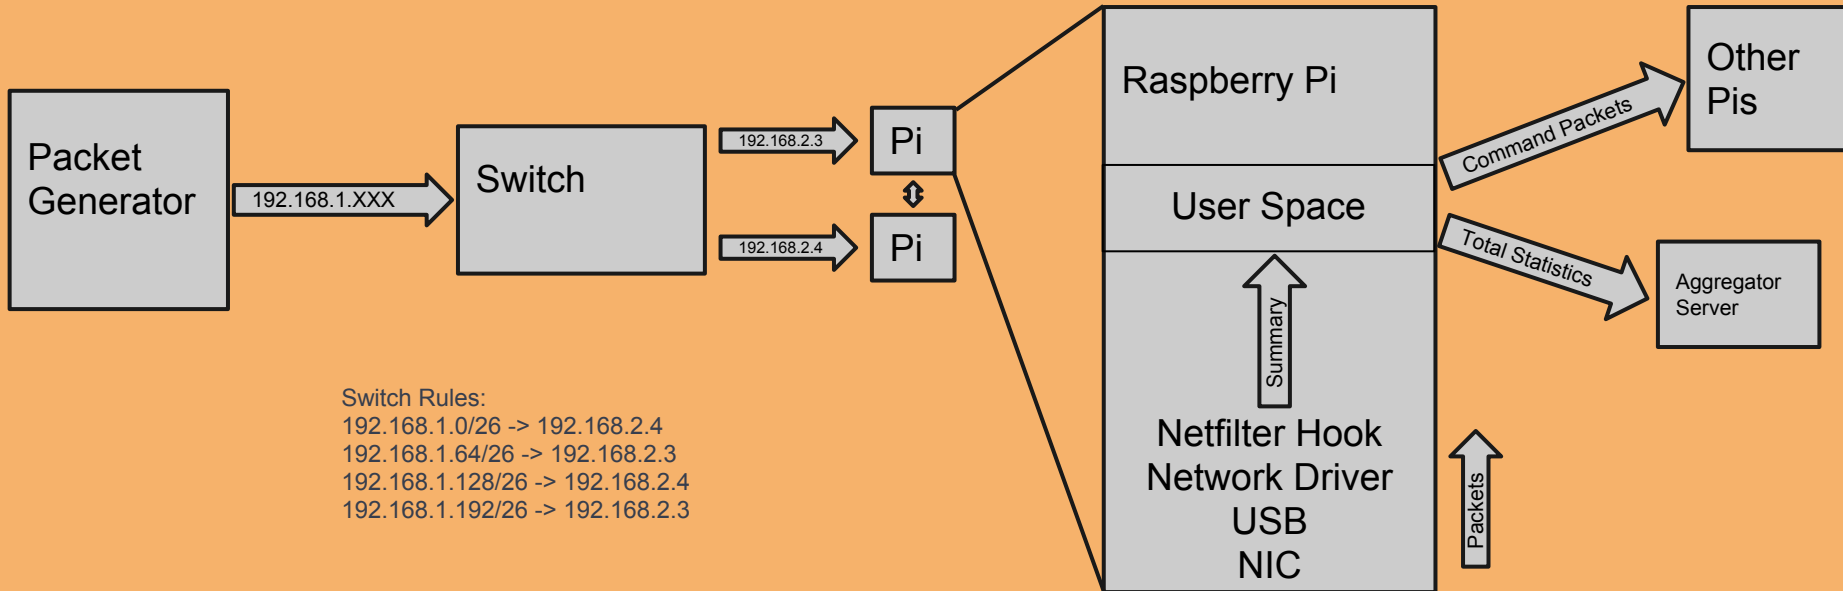 Packet
Generator
192.168.1.XXX
Switch
192.168.2.3
192.168.2.4
Pi
Pi
Switch Rules:
192.168.1.0/26 -> 192.168.2.4
192.168.1.64/26 -> 192.168.2.3
192.168.1.128/26 -> 192.168.2.4
192.168.1.192/26 -> 192.168.2.3
Raspberry Pi
User Space
Summary
Netfilter Hook
Network Driver
USB
NIC
Packets
Command Packets
Total Statistics
Other
Pis
Aggregator
Server